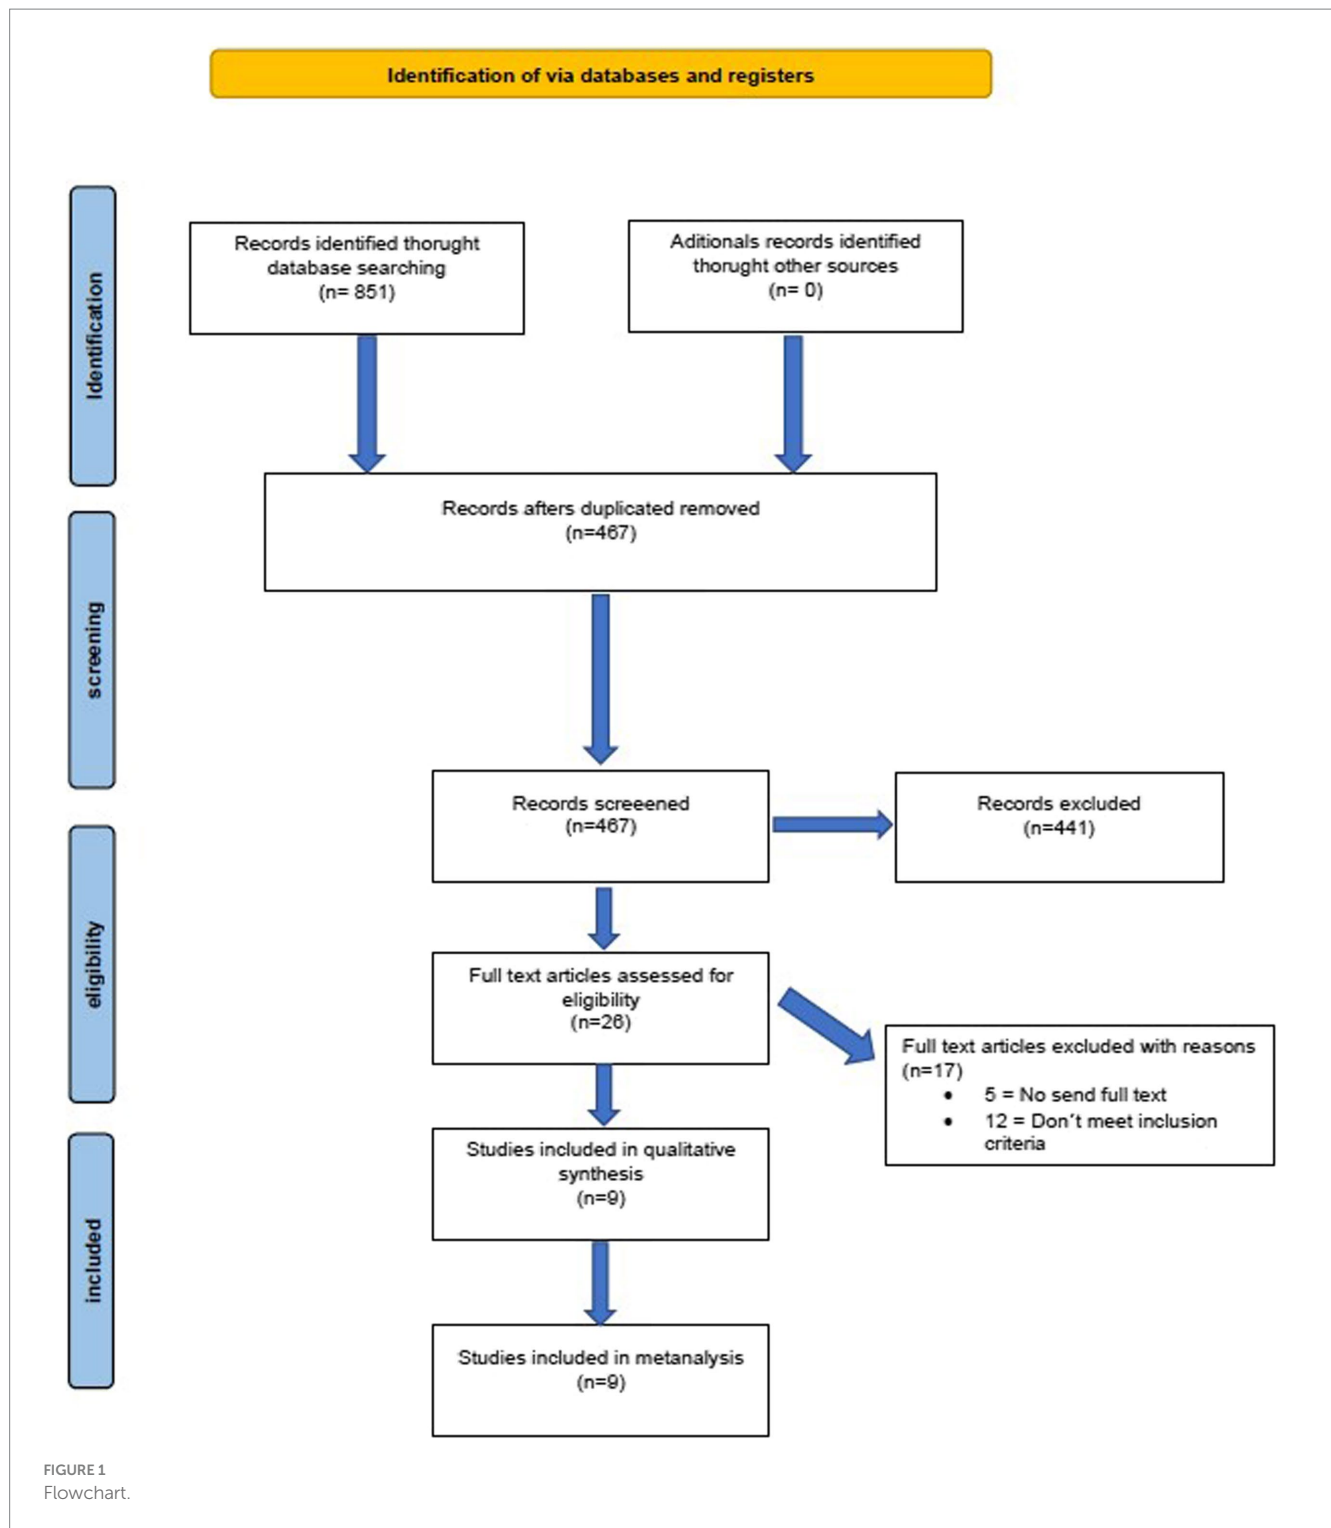 Identification of via databases and registers
Identification
Records identified thorught
database searching
(n= 851)
Aditionals records identified
thorught other sources
(n= 0)
Records afters duplicated removed
(n=467)
screening
Records screeened
(n=467)
Records excluded
(n=441)
eligibility
Full text articles assessed for
eligibility
(n=26)
Full text articles excluded with reasons
(n=17)
• 5 = No send full text
• 12 = Don´t meet inclusion
criteria
included
Studies included in qualitative
synthesis
(n=9)
Studies included in metanalysis
(n=9)
FIGURE 1
Flowchart.